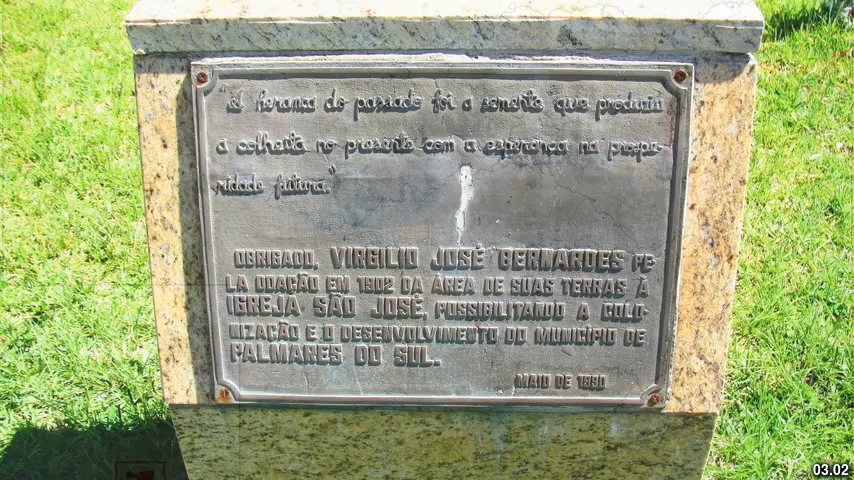 "A herança do passado foi a semente que produziu
a colheita no presente com a esperança na prospe-
ridade futura."
OBRIGADO, VIRGILIO JOSÉ BERNARDES PE
LA DOAÇÃO EM 1902 DA ÁREA DE SUAS TERRAS À
IGREJA SÃO JOSÉ, POSSIBILITANDO A COLO-
NIZAÇÃO E O DESENVOLVIMENTO DO MUNICÍPIO DE
PALMARES DO SUL.
MAIO DE 1990
03.02